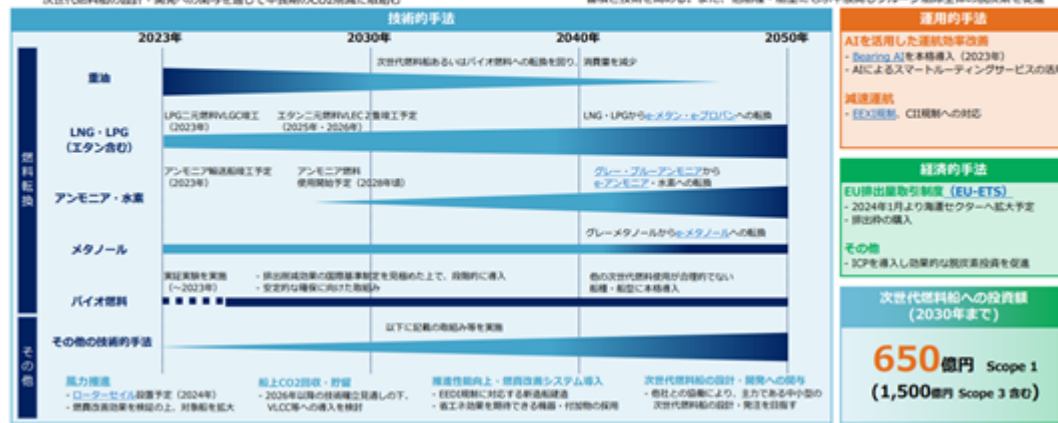 次世代燃料船の設計・開発への関与を通じ中長期のCO2削減に取組む
技術的手法
2023年
2030年
2040年
2050年
燃料転換
重油
次世代燃料船あるいはバイオ燃料への転換を図り、消費量を減少
LNG・LPG
(エタン含む)
LPG二元燃料VLGC竣工
(2023年)
エタン二元燃料VLEC2隻竣工予定
(2025年・2026年)
LNG・LPGからe-メタン・e-プロパンへの転換
アンモニア・水素
アンモニア輸送船竣工予定
(2023年)
アンモニア燃料
使用開始予定(2028年頃)
グレー・ブルーアンモニアから
e-アンモニア・水素への転換
メタノール
グレーメタノールからe-メタノールへの転換
バイオ燃料
実証実験を実施
(~2023年)
- 排出削減効果の国際基準制定を見極めた上で、段階的に導入
- 安定的な確保に向けた取組み
他の次世代燃料使用が合理的でない
船種・船型に本格導入
その他
その他の技術的手法
以下に記載の取組み等を実施
風力推進
- ローターセイル設置予定(2024年)
- 燃費改善効果を検証の上、対象船を拡大
船上CO2回収・貯留
- 2026年以降の技術確立見通しの下、
VLCC等への導入を検討
推進性能向上・燃費改善システム導入
- EEDI規制に対応する新造船建造
- 省エネ効果を期待できる機器・付加物の採用
次世代燃料船の設計・開発への関与
- 他社との協働により、主力である中小型の
次世代燃料船の設計・発注を目指す
運用的手法
AIを活用した運航効率改善
- Bearing AIを本格導入(2023年)
- AIによるスマートルーティングサービスの活用
減速運航
- EEXI規制、CII規制への対応
経済的手法
EU排出量取引制度(EU-ETS)
- 2024年1月より海運セクターへ拡大予定
- 排出枠の購入
その他
- ICPを導入し効果的な脱炭素投資を促進
次世代燃料船への投資額
(2030年まで)
650億円 Scope 1
(1,500億円 Scope 3 含む)